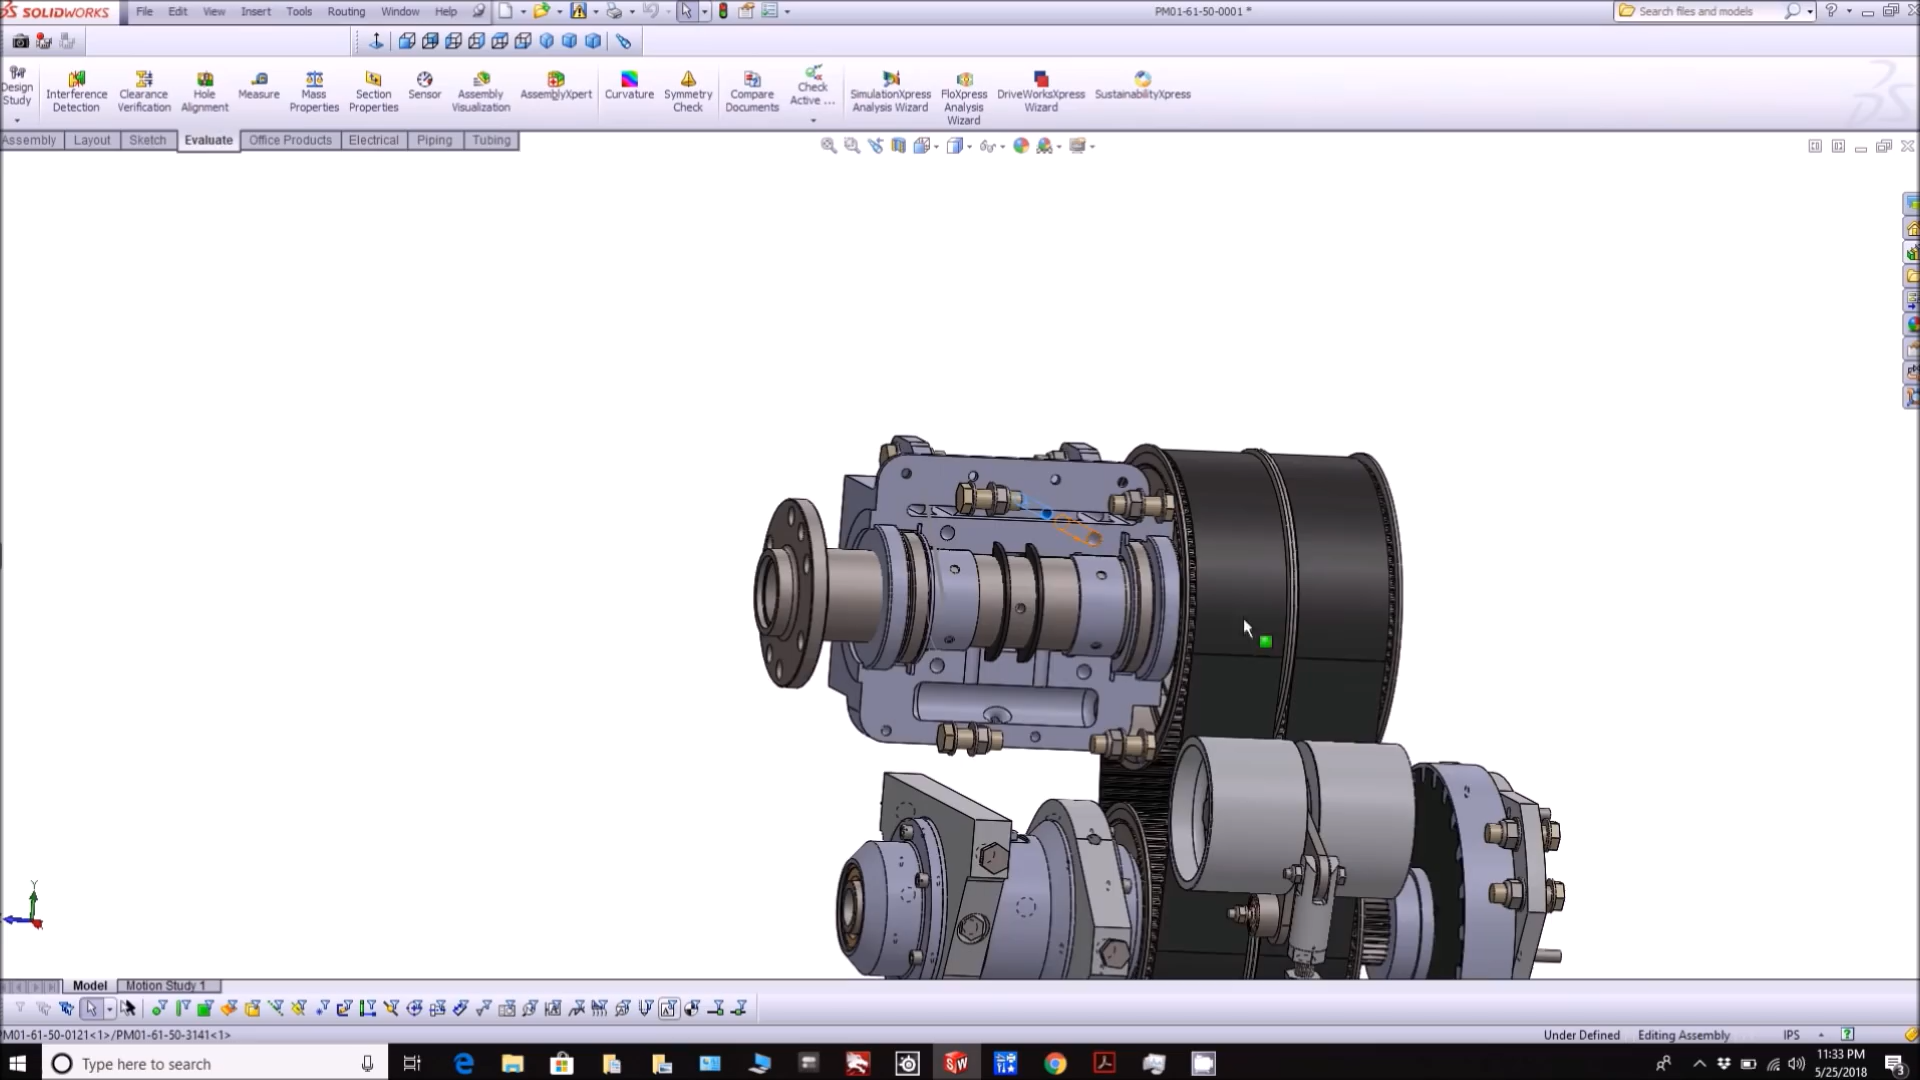 SOLIDWORKS File Edit View Insert Tools Routing Window Help PM01-61-50-0001 * Search files and models
Design Study
Interference Detection
Clearance Verification
Hole Alignment
Measure
Mass Properties
Section Properties
Sensor
Assembly Visualization
AssemblyXpert
Curvature
Symmetry Check
Compare Documents
Check Active ...
SimulationXpress Analysis Wizard
FloXpress Analysis Wizard
DriveWorksXpress Wizard
SustainabilityXpress
Assembly Layout Sketch Evaluate Office Products Electrical Piping Tubing
Y
Model Motion Study 1
PM01-61-50-0121<1>/PM01-61-50-3141<1> Under Defined Editing Assembly IPS
Type here to search
11:33 PM
5/25/2018
3